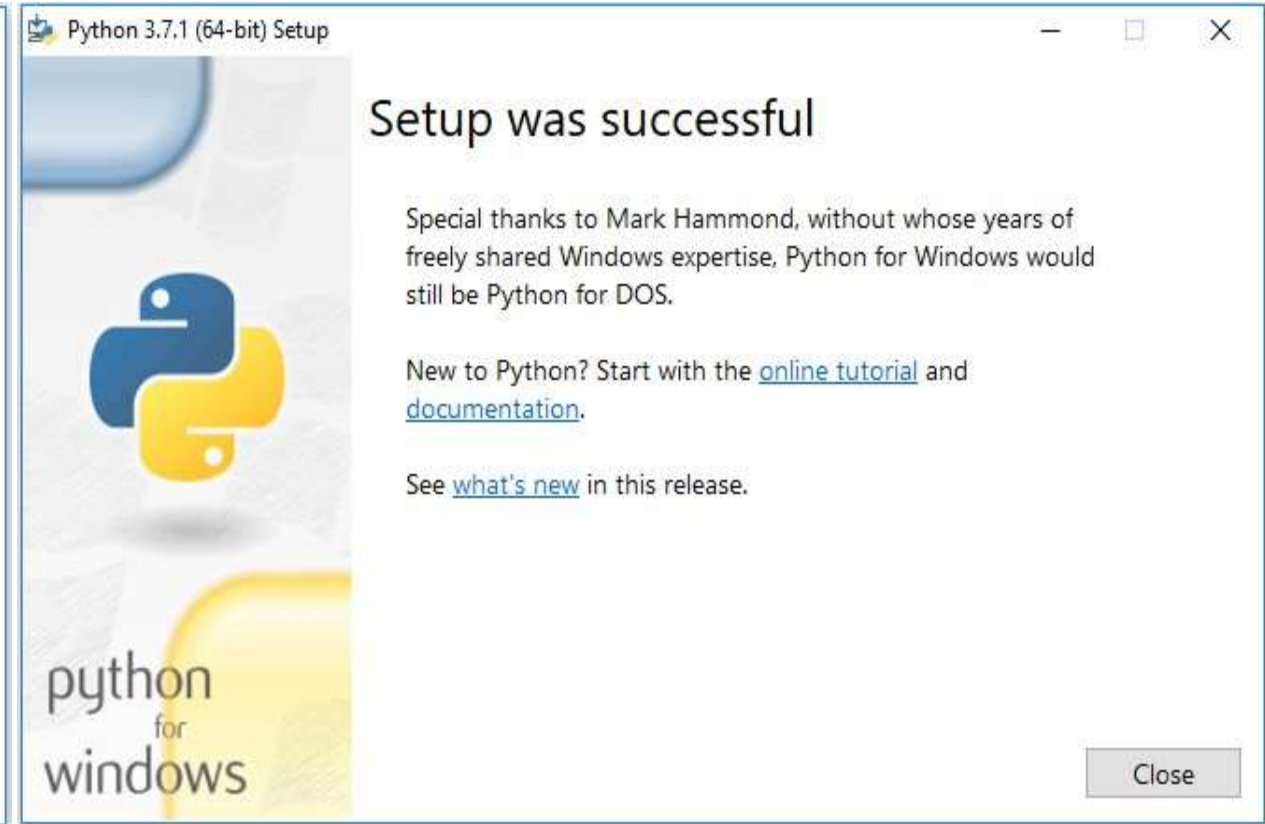 Python 3.7.1 (64-bit) Setup
Setup was successful
Special thanks to Mark Hammond, without whose years of
freely shared Windows expertise, Python for Windows would
still be Python for DOS.
New to Python? Start with the online tutorial and
documentation.
See what's new in this release.
python
for
windows
Close